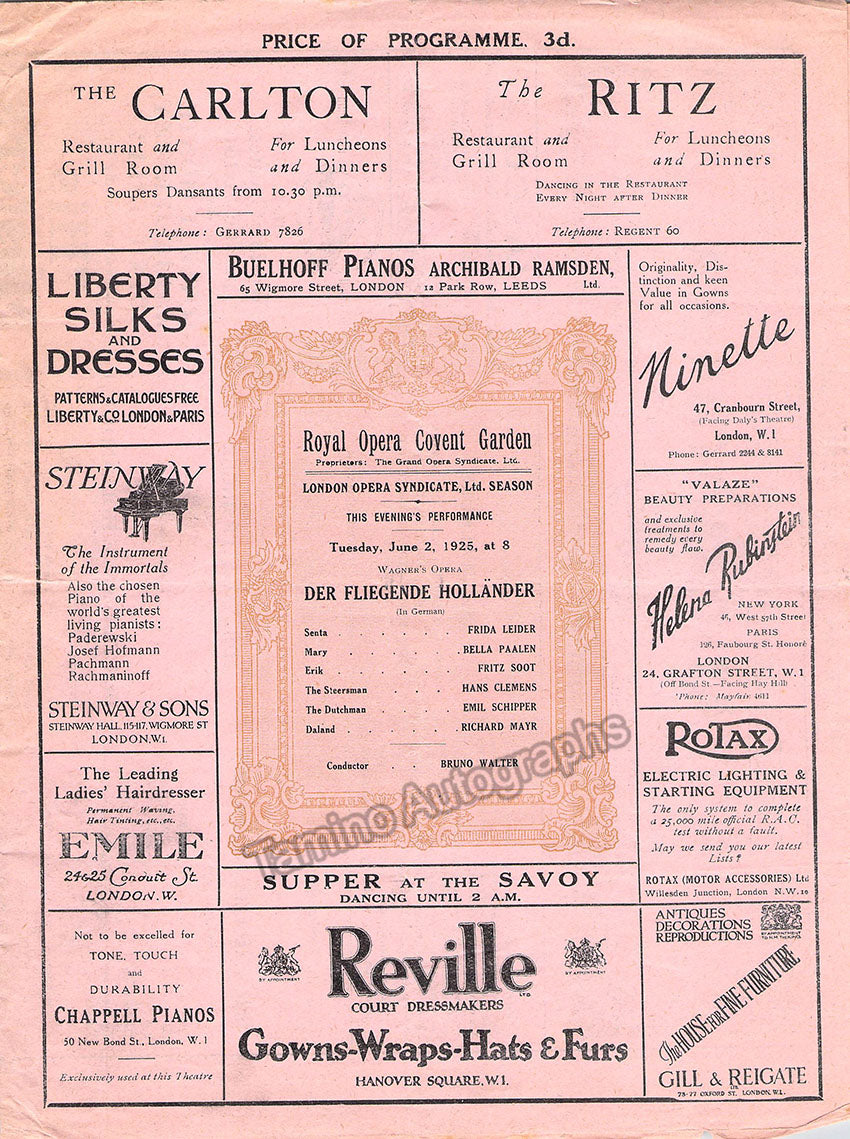 PRICE OF PROGRAMME. 3d.
THE CARLTON
Restaurant and Grill Room
For Luncheons and Dinners
Soupers Dansants from 10.30 p.m.
Telephone: GERRARD 7826
The RITZ
Restaurant and Grill Room
For Luncheons and Dinners
DANCING IN THE RESTAURANT
EVERY NIGHT AFTER DINNER
Telephone: REGENT 60
LIBERTY
SILKS
AND
DRESSES
PATTERNS & CATALOGUES FREE
LIBERTY & CO LONDON & PARIS
STEINWAY
The Instrument
of the Immortals
Also the chosen
Piano of the
world's greatest
living pianists:
Paderewski
Josef Hofmann
Pachmann
Rachmaninoff
STEINWAY & SONS
STEINWAY HALL, 115-117, WIGMORE ST
LONDON, W.1.
The Leading
Ladies' Hairdresser
Permanent Waving,
Hair Tinting, etc., etc.
EMILE
24 & 25 Conduit St.
LONDON. W.
Not to be excelled for
TONE, TOUCH
and
DURABILITY
CHAPPELL PIANOS
50 New Bond St., London, W. 1
Exclusively used at this Theatre
BUELHOFF PIANOS ARCHIBALD RAMSDEN, Ltd.
65 Wigmore Street, LONDON 12 Park Row, LEEDS
Royal Opera Covent Garden
Proprietors: The Grand Opera Syndicate, Ltd.
LONDON OPERA SYNDICATE, Ltd. SEASON
THIS EVENING'S PERFORMANCE
Tuesday, June 2, 1925, at 8
WAGNER'S OPERA
DER FLIEGENDE HOLLÄNDER
(In German)
Senta . . . . . . FRIDA LEIDER
Mary . . . . . . BELLA PAALEN
Erik . . . . . . FRITZ SOOT
The Steersman . . . HANS CLEMENS
The Dutchman . . . EMIL SCHIPPER
Daland . . . . . RICHARD MAYR
Conductor . . BRUNO WALTER
Tamino Autographs
SUPPER AT THE SAVOY
DANCING UNTIL 2 A.M.
BY APPOINTMENT
BY APPOINTMENT
Reville LTD.
COURT DRESSMAKERS
Gowns-Wraps-Hats & Furs
HANOVER SQUARE, W.1.
Originality, Dis-
tinction and keen
Value in Gowns
for all occasions.
Ninette
47, Cranbourn Street,
(Facing Daly's Theatre)
London, W.1
Phone: Gerrard 2244 & 8141
"VALAZE"
BEAUTY PREPARATIONS
and exclusive
treatments to
remedy every
beauty flaw.
Helena Rubinstein
NEW YORK
46, West 57th Street
PARIS
126, Faubourg St. Honoré
LONDON
24, GRAFTON STREET, W.1
(Off Bond St.—Facing Hay Hill)
'Phone: Mayfair 4611
ROTAX
ELECTRIC LIGHTING &
STARTING EQUIPMENT
The only system to complete
a 25,000 mile official R.A.C.
test without a fault.
May we send you our latest
Lists?
ROTAX (MOTOR ACCESSORIES) Ltd
Willesden Junction, London N.W.10
ANTIQUES
DECORATIONS
REPRODUCTIONS
BY APPOINTMENT
TO H.M. THE KING
The HOUSE FOR FINE FURNITURE
GILL & REIGATE LTD
73-77 OXFORD ST. LONDON, W.1.